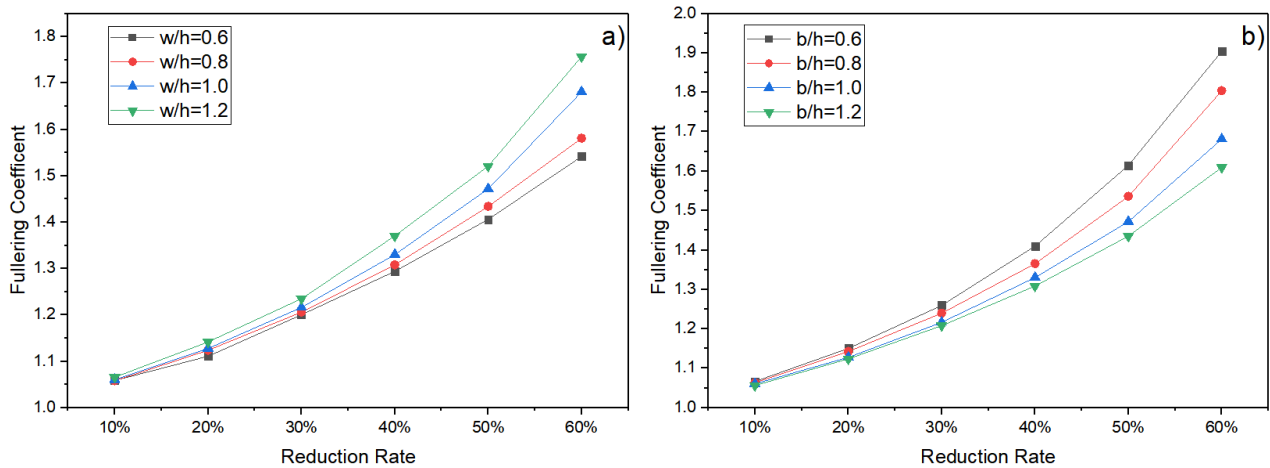 a)
w/h=0.6
w/h=0.8
w/h=1.0
w/h=1.2
1.8
1.7
1.6
1.5
1.4
1.3
1.2
1.1
1.0
Fullering Coefficent
10% 20% 30% 40% 50% 60%
Reduction Rate
b)
b/h=0.6
b/h=0.8
b/h=1.0
b/h=1.2
2.0
1.9
1.8
1.7
1.6
1.5
1.4
1.3
1.2
1.1
1.0
Fullering Coefficent
10% 20% 30% 40% 50% 60%
Reduction Rate